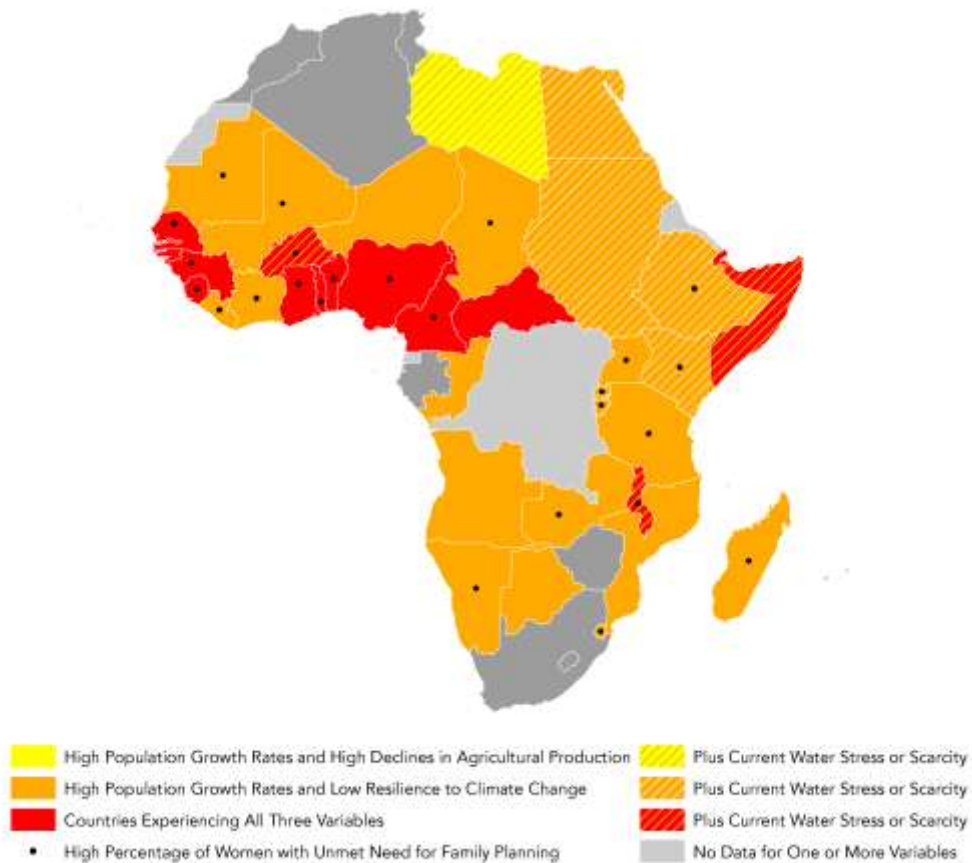 High Population Growth Rates and High Declines in Agricultural Production
Plus Current Water Stress or Scarcity
High Population Growth Rates and Low Resilience to Climate Change
Plus Current Water Stress or Scarcity
Countries Experiencing All Three Variables
Plus Current Water Stress or Scarcity
High Percentage of Women with Unmet Need for Family Planning
No Data for One or More Variables